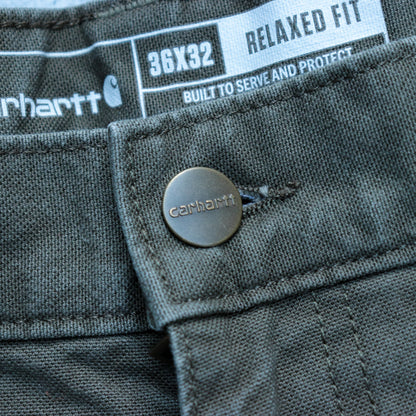 carhartt
36X32
RELAXED FIT
BUILT TO SERVE AND PROTECT
carhartt